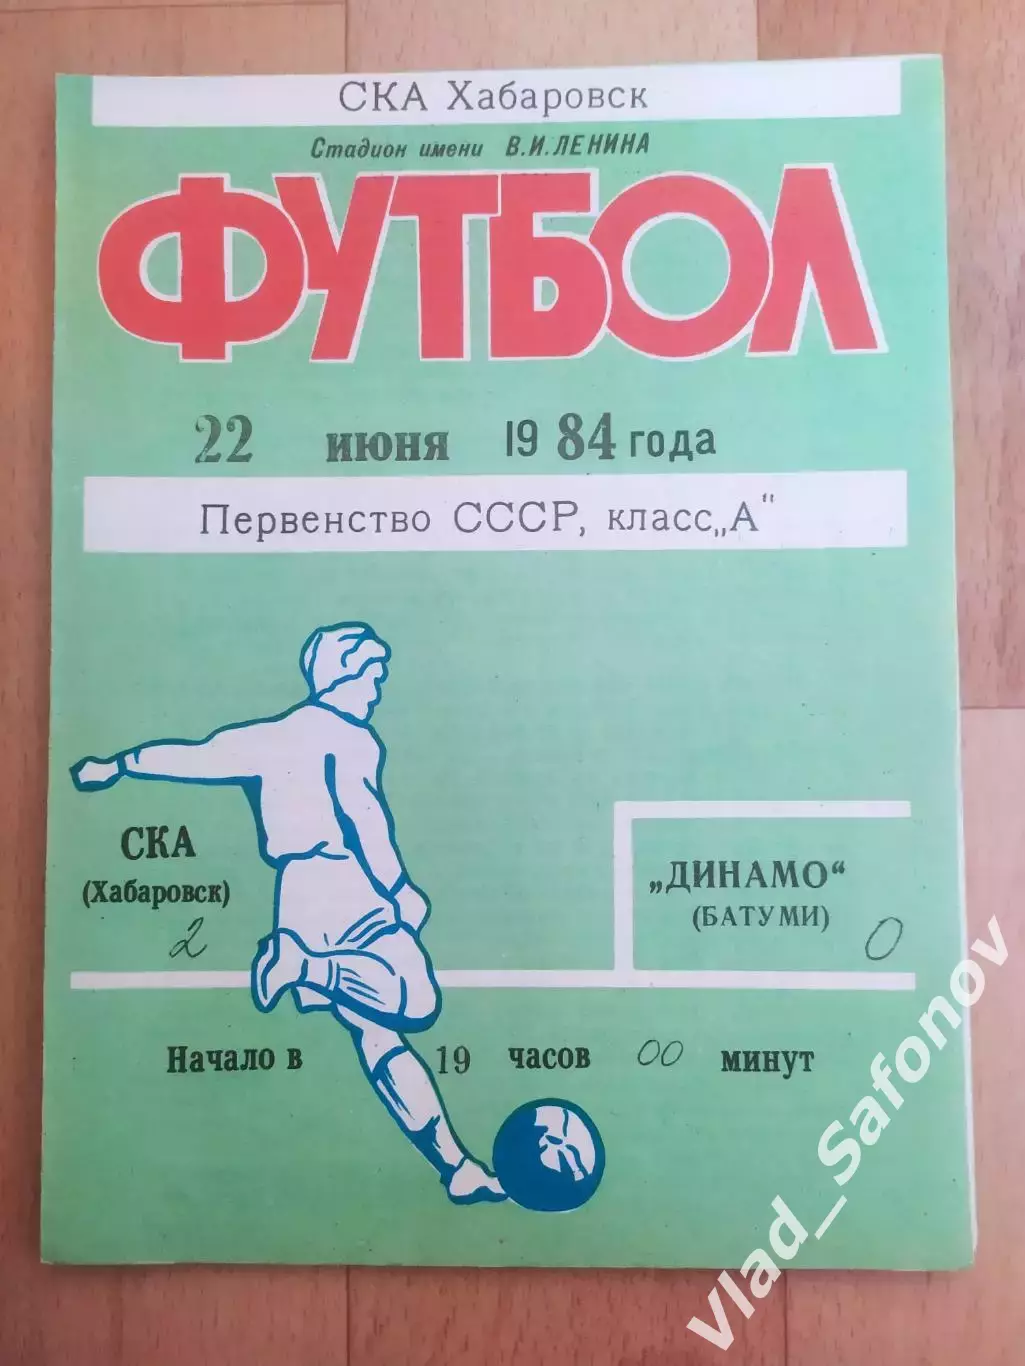 СКА Хабаровск
Стадион имени В.И.ЛЕНИНА
ФУТБОЛ
22 июня 1984 года
Первенство СССР, класс „А“
СКА
(Хабаровск)
2
„ДИНАМО“
(БАТУМИ)
0
Начало в 19 часов 00 минут
Vlad_Safonov